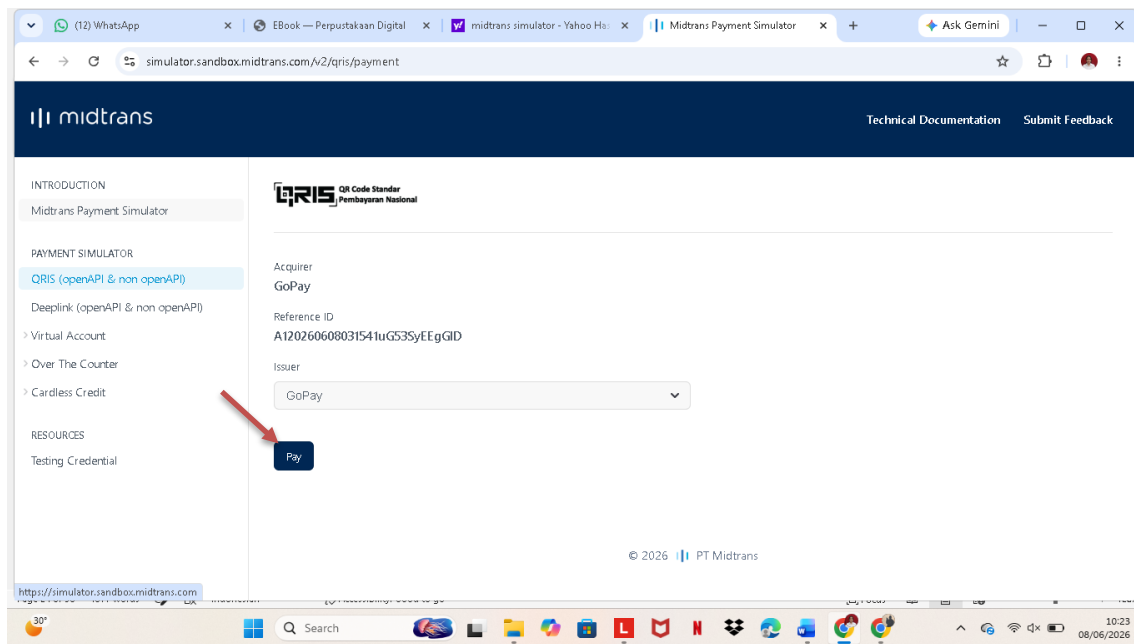 (12) WhatsApp
EBook — Perpustakaan Digital
midtrans simulator - Yahoo Has
Midtrans Payment Simulator
Ask Gemini
simulator.sandbox.midtrans.com/v2/qris/payment
midtrans
Technical Documentation
Submit Feedback
INTRODUCTION
Midtrans Payment Simulator
PAYMENT SIMULATOR
QRIS (openAPI & non openAPI)
Deeplink (openAPI & non openAPI)
Virtual Account
Over The Counter
Cardless Credit
RESOURCES
Testing Credential
QRIS QR Code Standar
Pembayaran Nasional
Acquirer
GoPay
Reference ID
A120260608031541uG53SyEEgGID
Issuer
GoPay
Pay
© 2026 PT Midtrans
https://simulator.sandbox.midtrans.com
30°
Search
10:23
08/06/2026